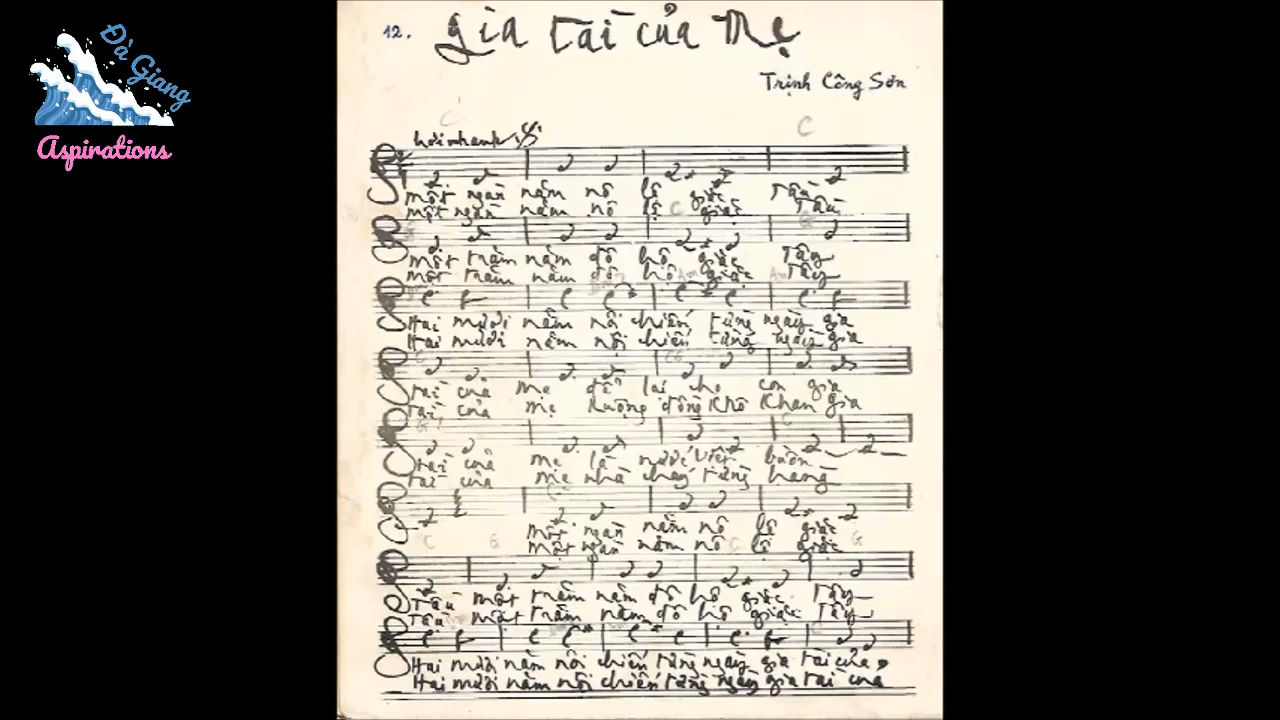 Đà Giang
Aspirations
12. Gia tài của Mẹ
Trịnh Công Sơn
C C
hơi nhanh
Một ngàn năm nô lệ giặc Tàu
một ngàn năm nô lệ giặc Tàu
một trăm năm đô hộ giặc Tây
một trăm năm đô hộ giặc Tây
Hai mươi năm nội chiến từng ngày gia
Hai mươi năm nội chiến từng ngày gia
tài của mẹ để lại cho con gia
tài của mẹ ruộng đồng khô khan gia
tài của mẹ là nước Việt buồn
tài của mẹ nhà cháy từng hàng
Một ngàn năm nô lệ giặc
một ngàn năm nô lệ giặc
Tàu một trăm năm đô hộ giặc Tây
Tàu một trăm năm đô hộ giặc Tây
Hai mươi năm nội chiến từng ngày gia tài của
Hai mươi năm nội chiến từng ngày gia tài của